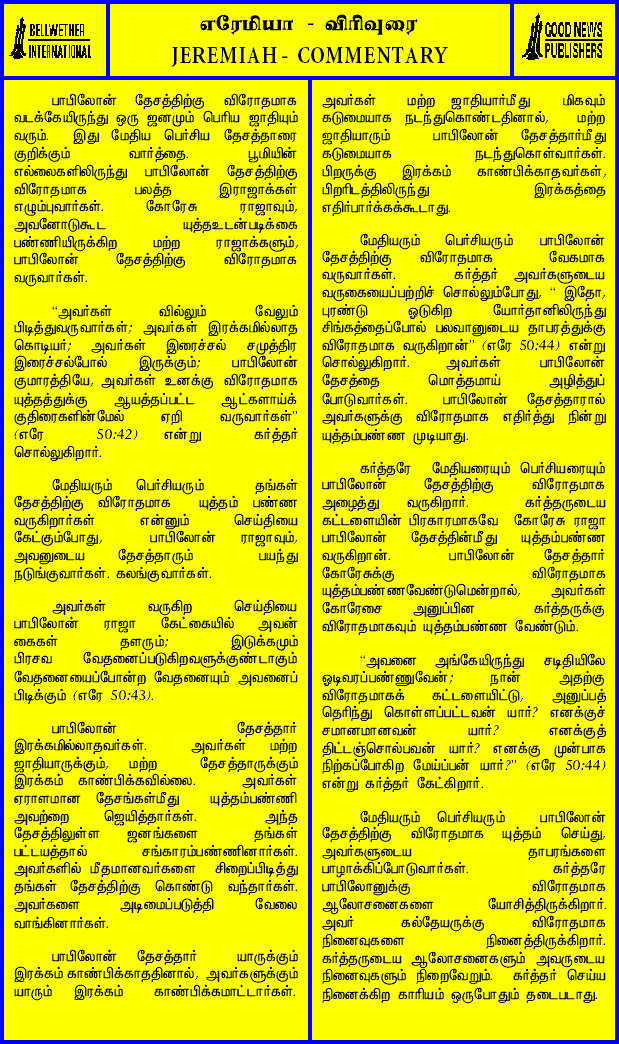 BELLWETHER
INTERNATIONAL
எரேமியா - விரிவுரை
JEREMIAH - COMMENTARY
GOOD NEWS
PUBLISHERS
பாபிலோன் தேசத்திற்கு விரோதமாக
வடக்கேயிருந்து ஒரு ஜனமும் பெரிய ஜாதியும்
வரும். இது மேதிய பெர்சிய தேசத்தாரை
குறிக்கும் வார்த்தை. பூமியின்
எல்லைகளிலிருந்து பாபிலோன் தேசத்திற்கு
விரோதமாக பலத்த இராஜாக்கள்
எழும்புவார்கள். கோரேசு ராஜாவும்,
அவனோடுகூட யுத்தஉடன்படிக்கை
பண்ணியிருக்கிற மற்ற ராஜாக்களும்,
பாபிலோன் தேசத்திற்கு விரோதமாக
வருவார்கள்.
“அவர்கள் வில்லும் வேலும்
பிடித்துவருவார்கள்; அவர்கள் இரக்கமில்லாத
கொடியர்; அவர்கள் இரைச்சல் சமுத்திர
இரைச்சல்போல் இருக்கும்; பாபிலோன்
குமாரத்தியே, அவர்கள் உனக்கு விரோதமாக
யுத்தத்துக்கு ஆயத்தப்பட்ட ஆட்களாய்க்
குதிரைகளின்மேல் ஏறி வருவார்கள்”
(எரே 50:42) என்று கர்த்தர்
சொல்லுகிறார்.
மேதியரும் பெர்சியரும் தங்கள்
தேசத்திற்கு விரோதமாக யுத்தம் பண்ண
வருகிறார்கள் என்னும் செய்தியை
கேட்கும்போது, பாபிலோன் ராஜாவும்,
அவனுடைய தேசத்தாரும் பயந்து
நடுங்குவார்கள். கலங்குவார்கள்.
அவர்கள் வருகிற செய்தியை
பாபிலோன் ராஜா கேட்கையில் அவன்
கைகள் தளரும்; இடுக்கமும்
பிரசவ வேதனைப்படுகிறவளுக்குண்டாகும்
வேதனையைப்போன்ற வேதனையும் அவனைப்
பிடிக்கும் (எரே 50:43).
பாபிலோன் தேசத்தார்
இரக்கமில்லாதவர்கள். அவர்கள் மற்ற
ஜாதியாருக்கும், மற்ற தேசத்தாருக்கும்
இரக்கம் காண்பிக்கவில்லை. அவர்கள்
ஏராளமான தேசங்கள்மீது யுத்தம்பண்ணி
அவற்றை ஜெயித்தார்கள். அந்த
தேசத்திலுள்ள ஜனங்களை தங்கள்
பட்டயத்தால் சங்காரம்பண்ணினார்கள்.
அவர்களில் மீதமானவர்களை சிறைப்பிடித்து
தங்கள் தேசத்திற்கு கொண்டு வந்தார்கள்.
அவர்களை அடிமைப்படுத்தி வேலை
வாங்கினார்கள்.
பாபிலோன் தேசத்தார் யாருக்கும்
இரக்கம் காண்பிக்காததினால், அவர்களுக்கும்
யாரும் இரக்கம் காண்பிக்கமாட்டார்கள்.
அவர்கள் மற்ற ஜாதியார்மீது மிகவும்
கடுமையாக நடந்துகொண்டதினால், மற்ற
ஜாதியாரும் பாபிலோன் தேசத்தார்மீது
கடுமையாக நடந்துகொள்வார்கள்.
பிறருக்கு இரக்கம் காண்பிக்காதவர்கள்,
பிறரிடத்திலிருந்து இரக்கத்தை
எதிர்பார்க்கக்கூடாது.
மேதியரும் பெர்சியரும் பாபிலோன்
தேசத்திற்கு விரோதமாக வேகமாக
வருவார்கள். கர்த்தர் அவர்களுடைய
வருகையைப்பற்றிச் சொல்லும்போது, “ இதோ,
புரண்டு ஓடுகிற யோர்தானிலிருந்து
சிங்கத்தைப்போல் பலவானுடைய தாபரத்துக்கு
விரோதமாக வருகிறான்” (எரே 50:44) என்று
சொல்லுகிறார். அவர்கள் பாபிலோன்
தேசத்தை மொத்தமாய் அழித்துப்
போடுவார்கள். பாபிலோன் தேசத்தாரால்
அவர்களுக்கு விரோதமாக எதிர்த்து நின்று
யுத்தம்பண்ண முடியாது.
கர்த்தரே மேதியரையும் பெர்சியரையும்
பாபிலோன் தேசத்திற்கு விரோதமாக
அழைத்து வருகிறார். கர்த்தருடைய
கட்டளையின் பிரகாரமாகவே கோரேசு ராஜா
பாபிலோன் தேசத்தின்மீது யுத்தம்பண்ண
வருகிறான். பாபிலோன் தேசத்தார்
கோரேசுக்கு விரோதமாக
யுத்தம்பண்ணவேண்டுமென்றால், அவர்கள்
கோரேசை அனுப்பின கர்த்தருக்கு
விரோதமாகவும் யுத்தம்பண்ண வேண்டும்.
“அவனை அங்கேயிருந்து சடிதியிலே
ஓடிவரப்பண்ணுவேன்; நான் அதற்கு
விரோதமாகக் கட்டளையிட்டு, அனுப்பத்
தெரிந்து கொள்ளப்பட்டவன் யார்? எனக்குச்
சமானமானவன் யார்? எனக்குத்
திட்டஞ்சொல்பவன் யார்? எனக்கு முன்பாக
நிற்கப்போகிற மேய்ப்பன் யார்?” (எரே 50:44)
என்று கர்த்தர் கேட்கிறார்.
மேதியரும் பெர்சியரும் பாபிலோன்
தேசத்திற்கு விரோதமாக யுத்தம் செய்து,
அவர்களுடைய தாபரங்களை
பாழாக்கிப்போடுவார்கள். கர்த்தரே
பாபிலோனுக்கு விரோதமாக
ஆலோசனைகளை யோசித்திருக்கிறார்.
அவர் கல்தேயருக்கு விரோதமாக
நினைவுகளை நினைத்திருக்கிறார்.
கர்த்தருடைய ஆலோசனைகளும் அவருடைய
நினைவுகளும் நிறைவேறும். கர்த்தர் செய்ய
நினைக்கிற காரியம் ஒருபோதும் தடைபடாது.